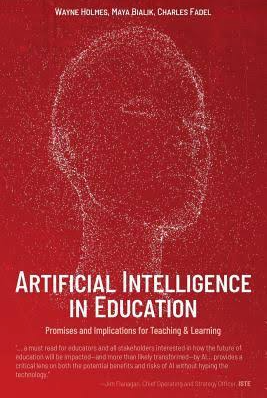 WAYNE HOLMES, MAYA BIALIK, CHARLES FADEL
ARTIFICIAL INTELLIGENCE
IN EDUCATION
Promises and Implications for Teaching & Learning
"... a must read for educators and all stakeholders interested in how the future of
education will be impacted—and more than likely transformed—by AI... provides a
critical lens on both the potential benefits and risks of AI without hyping the
technology."
—Jim Flanagan, Chief Operating and Strategy Officer, ISTE